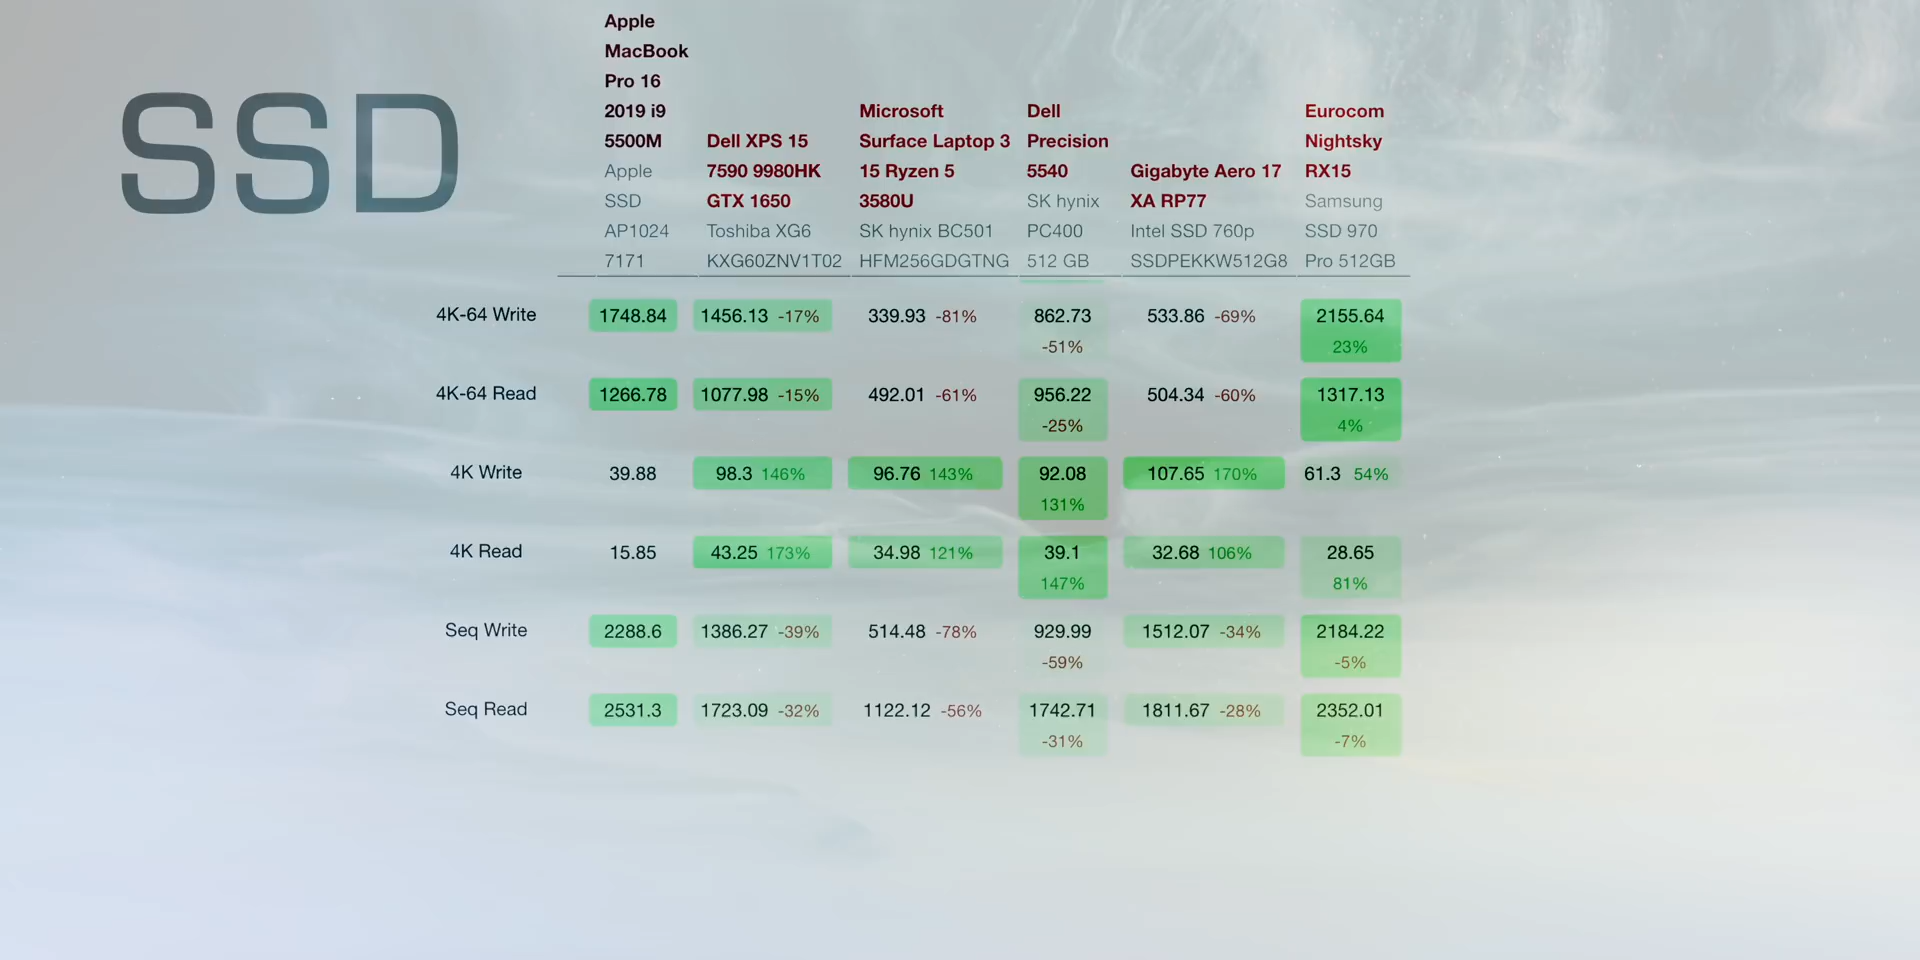 SSD
Apple
MacBook
Pro 16
2019 i9
5500M
Apple
SSD
AP1024
7171
Dell XPS 15
7590 9980HK
GTX 1650
Toshiba XG6
KXG60ZNV1T02
Microsoft
Surface Laptop 3
15 Ryzen 5
3580U
SK hynix BC501
HFM256GDGTNG
Dell
Precision
5540
SK hynix
PC400
512 GB
Gigabyte Aero 17
XA RP77
Intel SSD 760p
SSDPEKKW512G8
Eurocom
Nightsky
RX15
Samsung
SSD 970
Pro 512GB
4K-64 Write 1748.84 1456.13 -17% 339.93 -81% 862.73 533.86 -69% 2155.64
-51% 23%
4K-64 Read 1266.78 1077.98 -15% 492.01 -61% 956.22 504.34 -60% 1317.13
-25% 4%
4K Write 39.88 98.3 146% 96.76 143% 92.08 107.65 170% 61.3 54%
131%
4K Read 15.85 43.25 173% 34.98 121% 39.1 32.68 106% 28.65
147% 81%
Seq Write 2288.6 1386.27 -39% 514.48 -78% 929.99 1512.07 -34% 2184.22
-59% -5%
Seq Read 2531.3 1723.09 -32% 1122.12 -56% 1742.71 1811.67 -28% 2352.01
-31% -7%